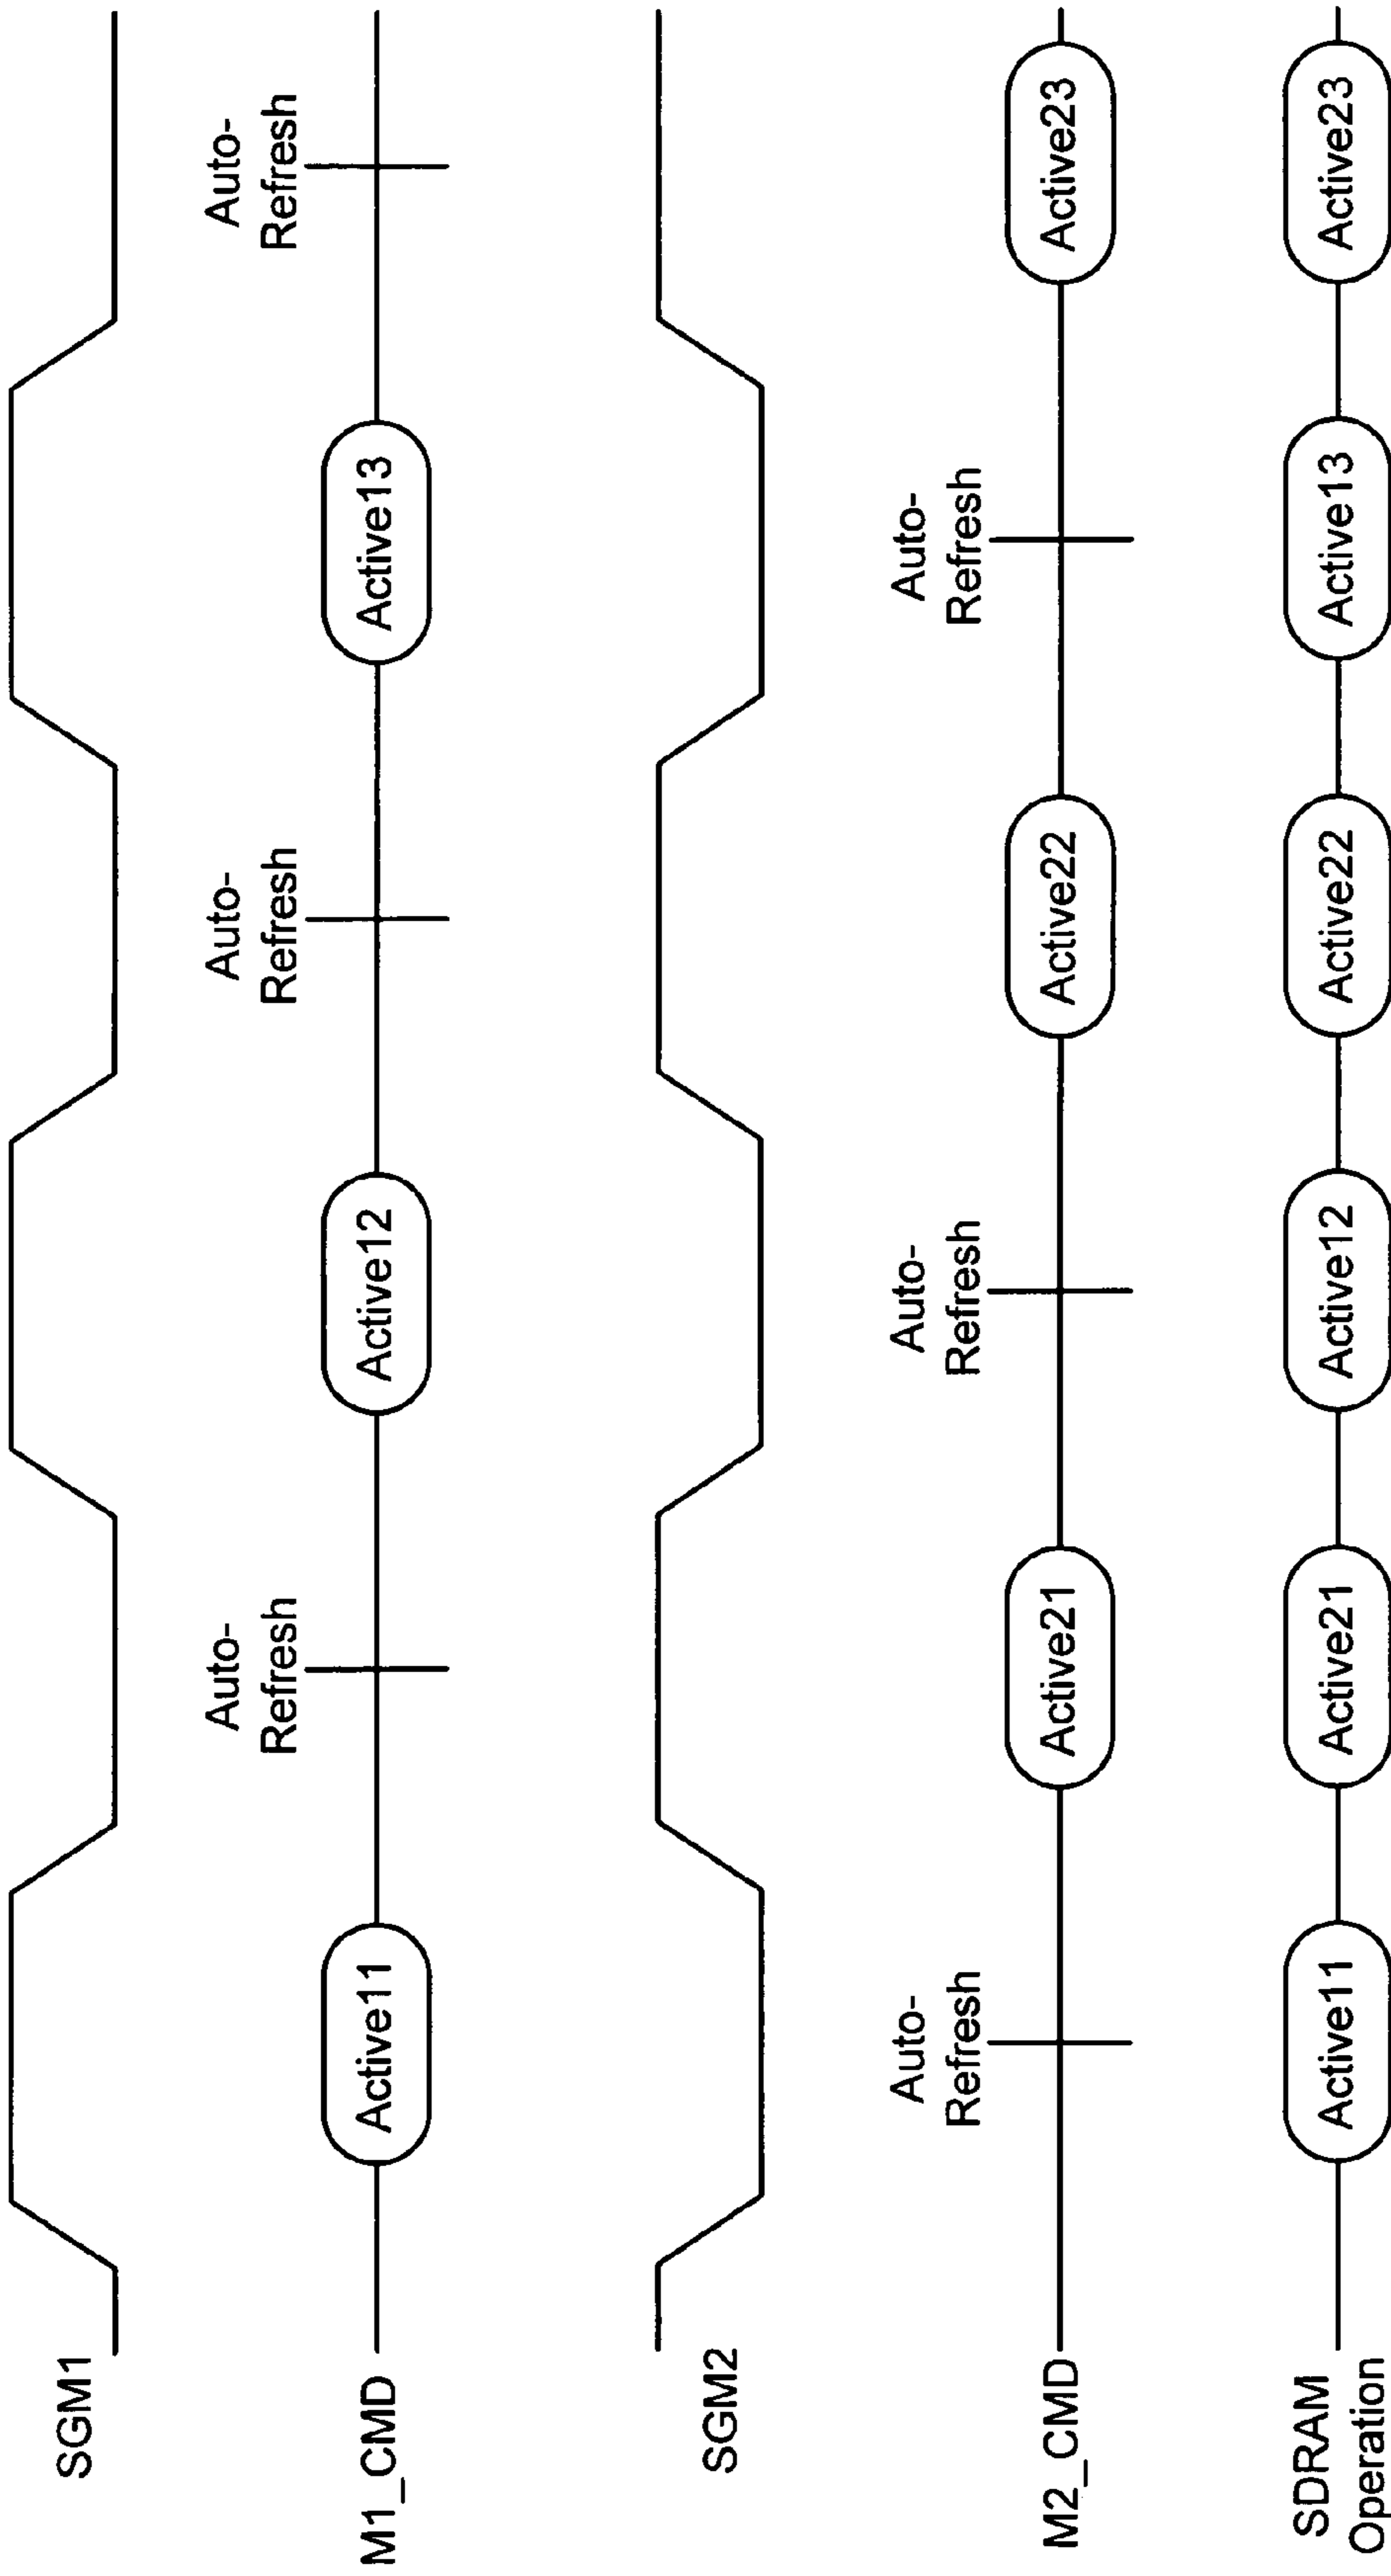 SGM1
Auto-
Refresh
Auto-
Refresh
Auto-
Refresh
M1_CMD
Active11
Active12
Active13
SGM2
Auto-
Refresh
Auto-
Refresh
Auto-
Refresh
M2_CMD
Active21
Active22
Active23
SDRAM
Operation
Active11
Active21
Active12
Active22
Active13
Active23